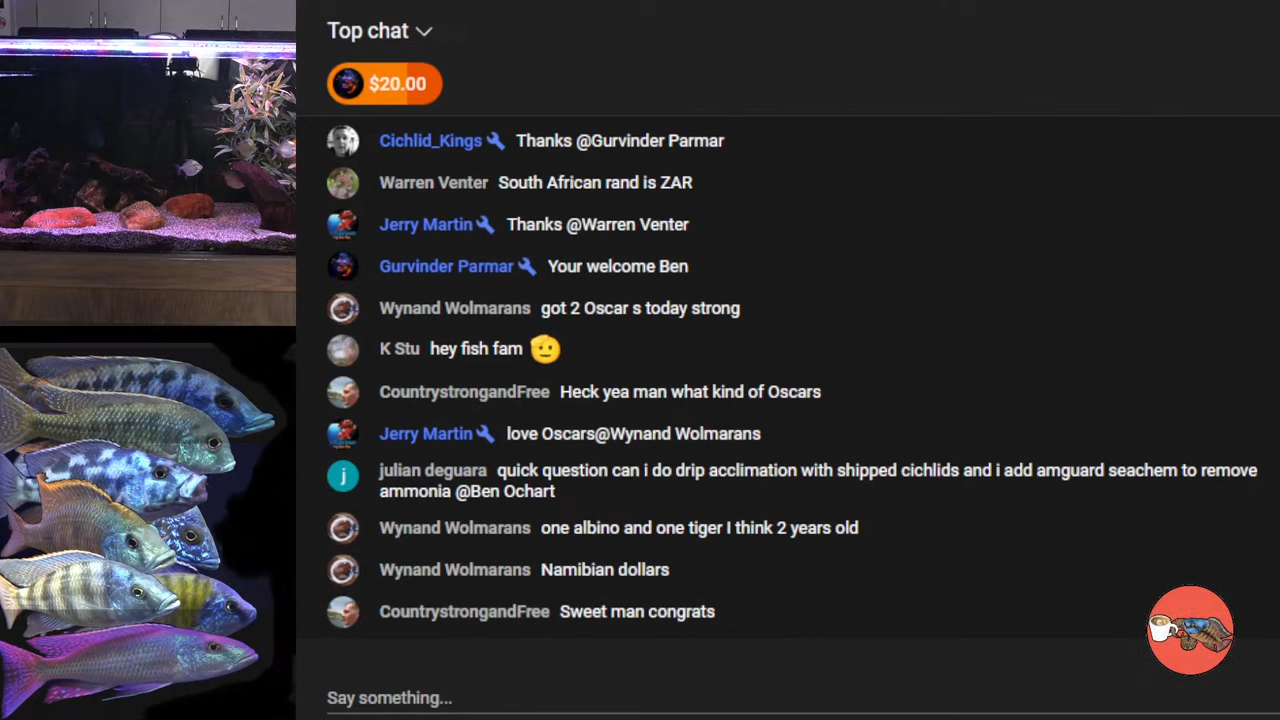 Top chat
$20.00
Cichlid_Kings Thanks @Gurvinder Parmar
Warren Venter South African rand is ZAR
Jerry Martin Thanks @Warren Venter
Gurvinder Parmar Your welcome Ben
Wynand Wolmarans got 2 Oscar s today strong
K Stu hey fish fam
CountrystrongandFree Heck yea man what kind of Oscars
Jerry Martin love Oscars@Wynand Wolmarans
julian deguara quick question can i do drip acclimation with shipped cichlids and i add amguard seachem to remove
ammonia @Ben Ochart
Wynand Wolmarans one albino and one tiger I think 2 years old
Wynand Wolmarans Namibian dollars
CountrystrongandFree Sweet man congrats
Say something...